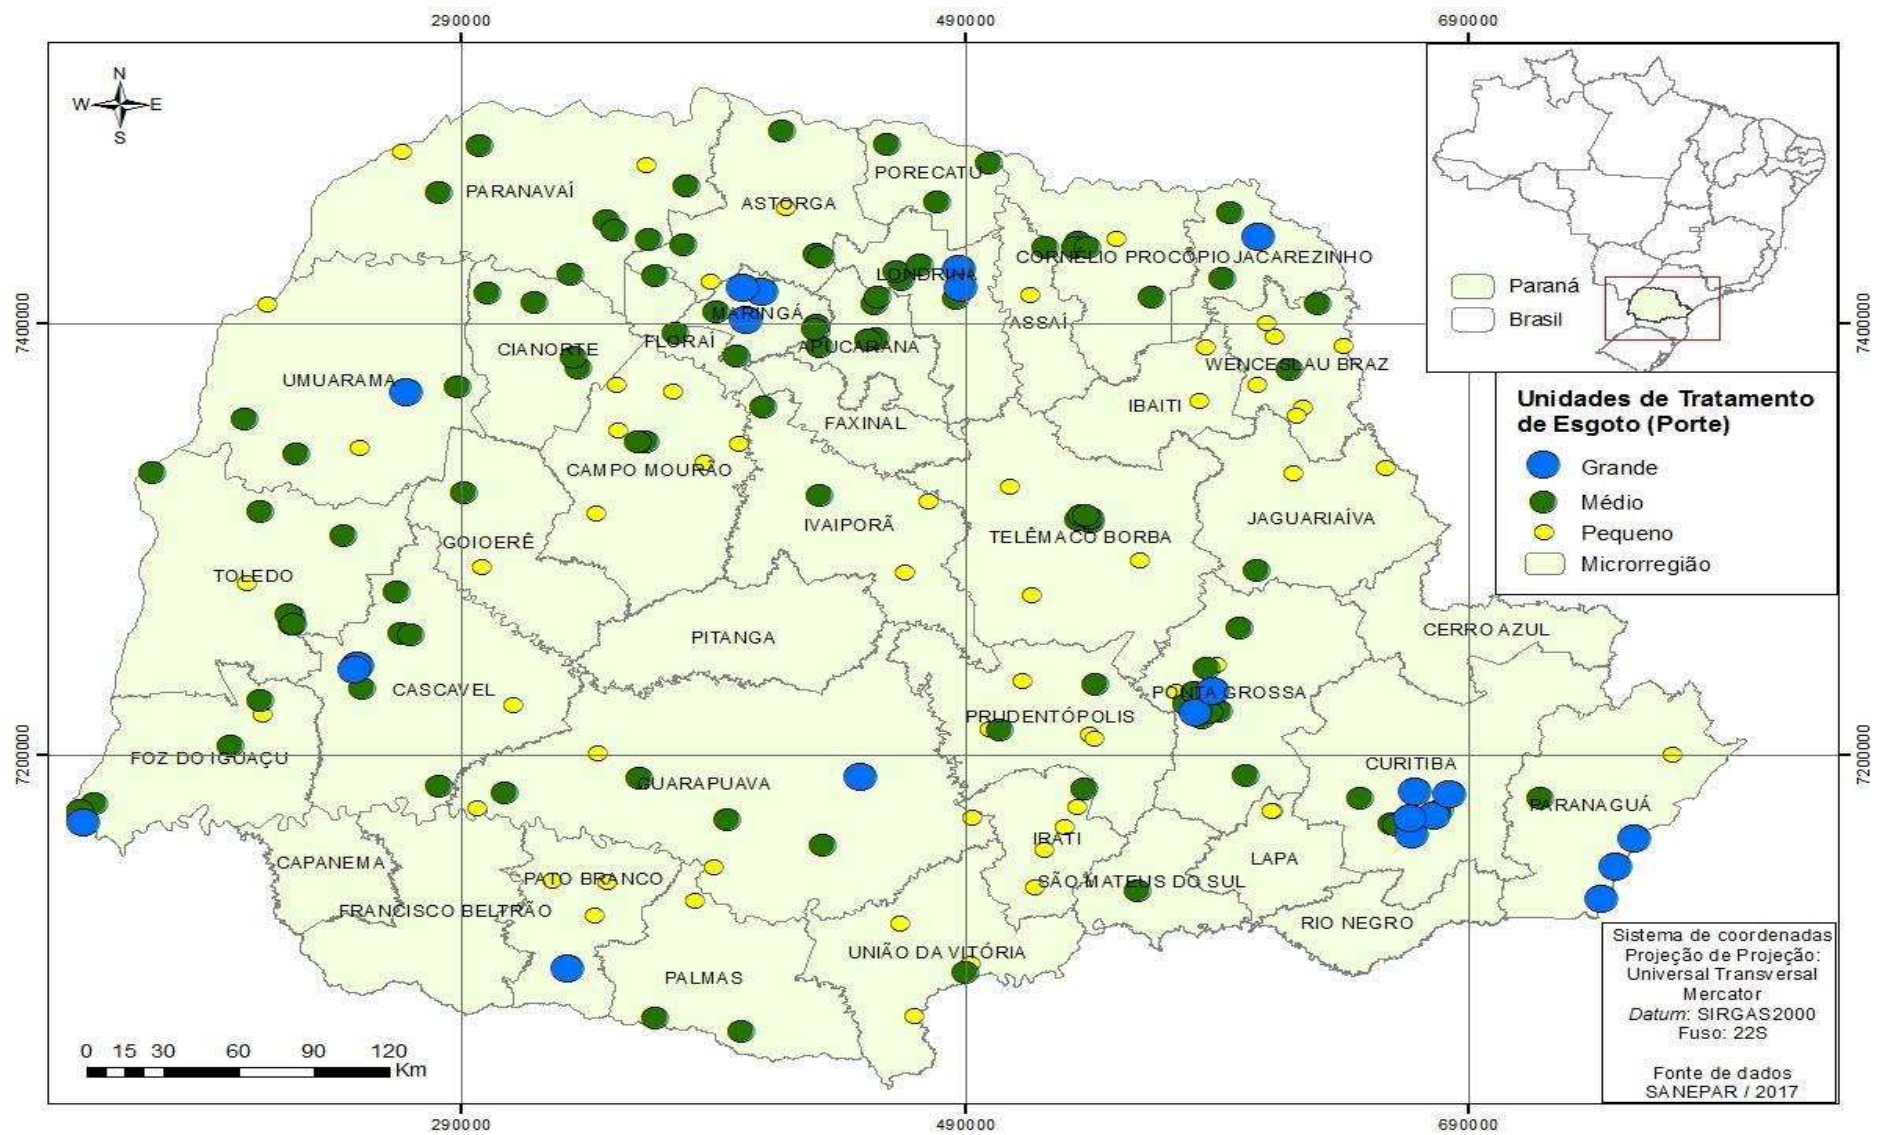 290000
490000
690000
N
W
E
S
PARANAVAÍ
ASTORGA
PORECATU
LONDRINA
CORNÉLIO PROCÓPIO
JACAREZINHO
MARINGÁ
ASSAÍ
FLORAÍ
APUCARANA
CIANORTE
UMUARAMA
WENCESLAU BRAZ
IBAITI
FAXINAL
CAMPO MOURÃO
IVAIPORÃ
JAGUARIAÍVA
TELÊMACO BORBA
GOIOERÊ
TOLEDO
PITANGA
CERRO AZUL
CASCAVEL
PONTA GROSSA
PRUDENTÓPOLIS
FOZ DO IGUAÇU
CURITIBA
GUARAPUAVA
PARANAGUÁ
IRATI
LAPA
CAPANEMA
PATO BRANCO
SÃO MATEUS DO SUL
FRANCISCO BELTRÃO
RIO NEGRO
UNIÃO DA VITÓRIA
PALMAS
7400000
7200000
7400000
7200000
Paraná
Brasil
Unidades de Tratamento
de Esgoto (Porte)
Grande
Médio
Pequeno
Microrregião
Sistema de coordenadas
Projeção de Projeção:
Universal Transversal
Mercator
Datum: SIRGAS2000
Fuso: 22S
Fonte de dados
SANEPAR / 2017
0 15 30 60 90 120
Km
290000
490000
690000